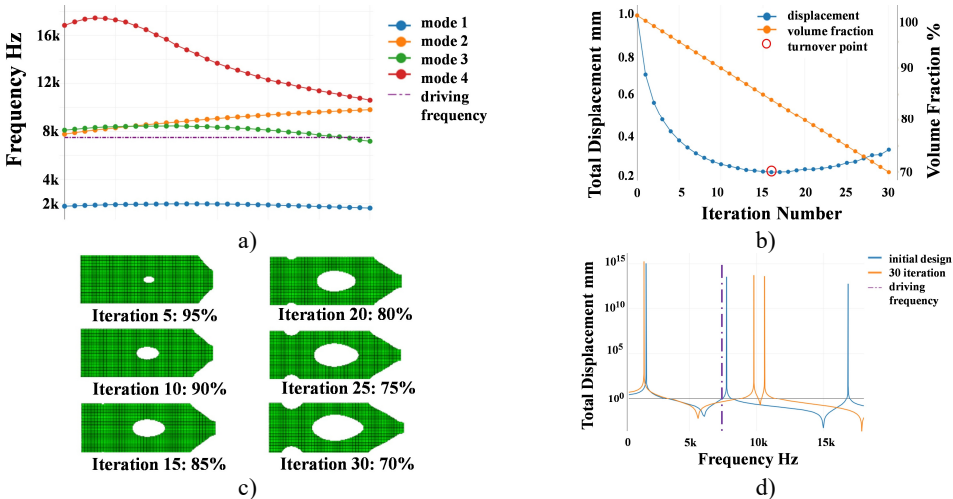 Frequency Hz
16k
12k
8k
4k
2k
mode 1
mode 2
mode 3
mode 4
driving
frequency
a)
Total Displacement mm
1.0
0.8
0.6
0.4
0.2
0
5
10
15
20
25
30
Iteration Number
100
90
80
70
Volume Fraction %
displacement
volume fraction
turnover point
b)
Iteration 5: 95%
Iteration 20: 80%
Iteration 10: 90%
Iteration 25: 75%
Iteration 15: 85%
Iteration 30: 70%
c)
Total Displacement mm
10^15
10^10
10^5
10^0
0
5k
10k
15k
Frequency Hz
initial design
30 iteration
driving
frequency
d)